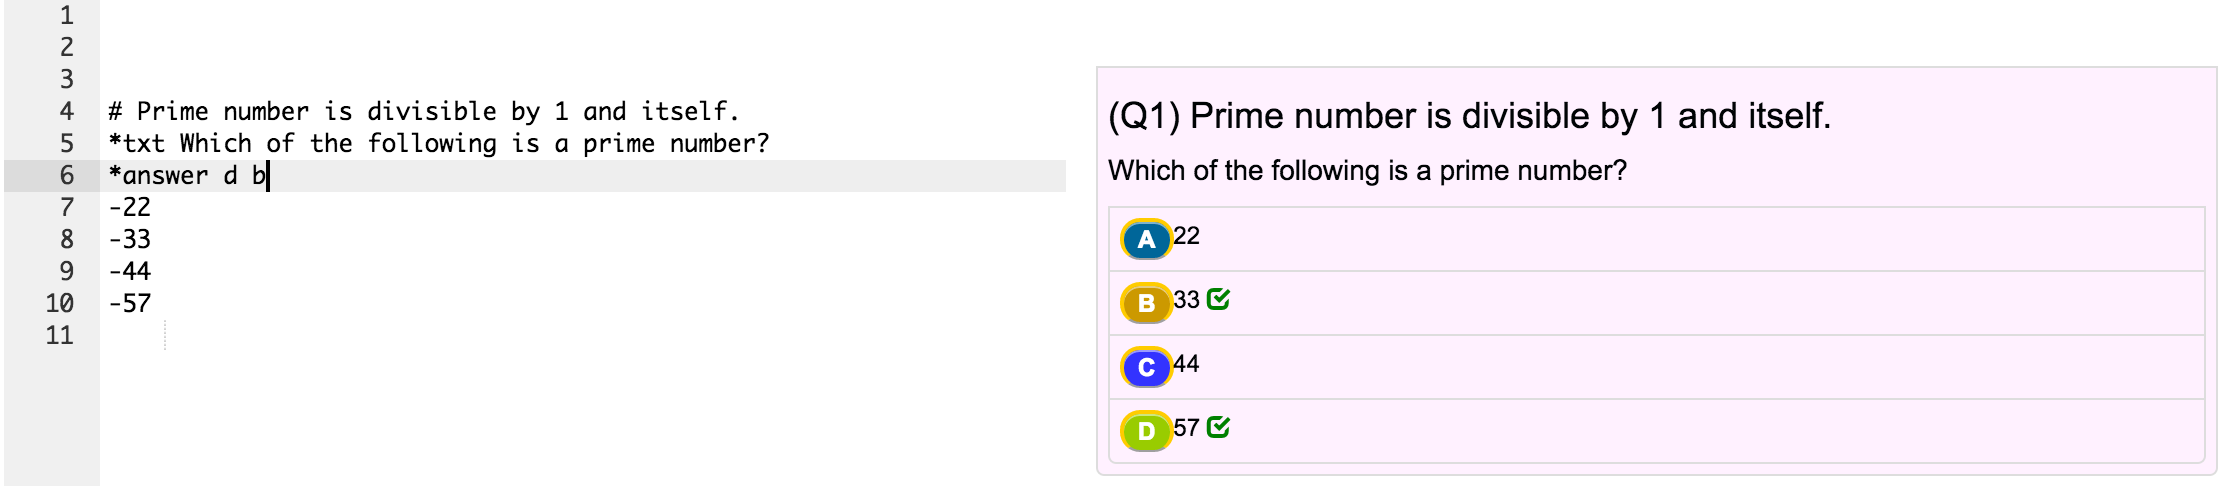 1
2
3
4 # Prime number is divisible by 1 and itself.
5 *txt Which of the following is a prime number?
6 *answer d b
7 -22
8 -33
9 -44
10 -57
11
(Q1) Prime number is divisible by 1 and itself.
Which of the following is a prime number?
A 22
B 33
C 44
D 57